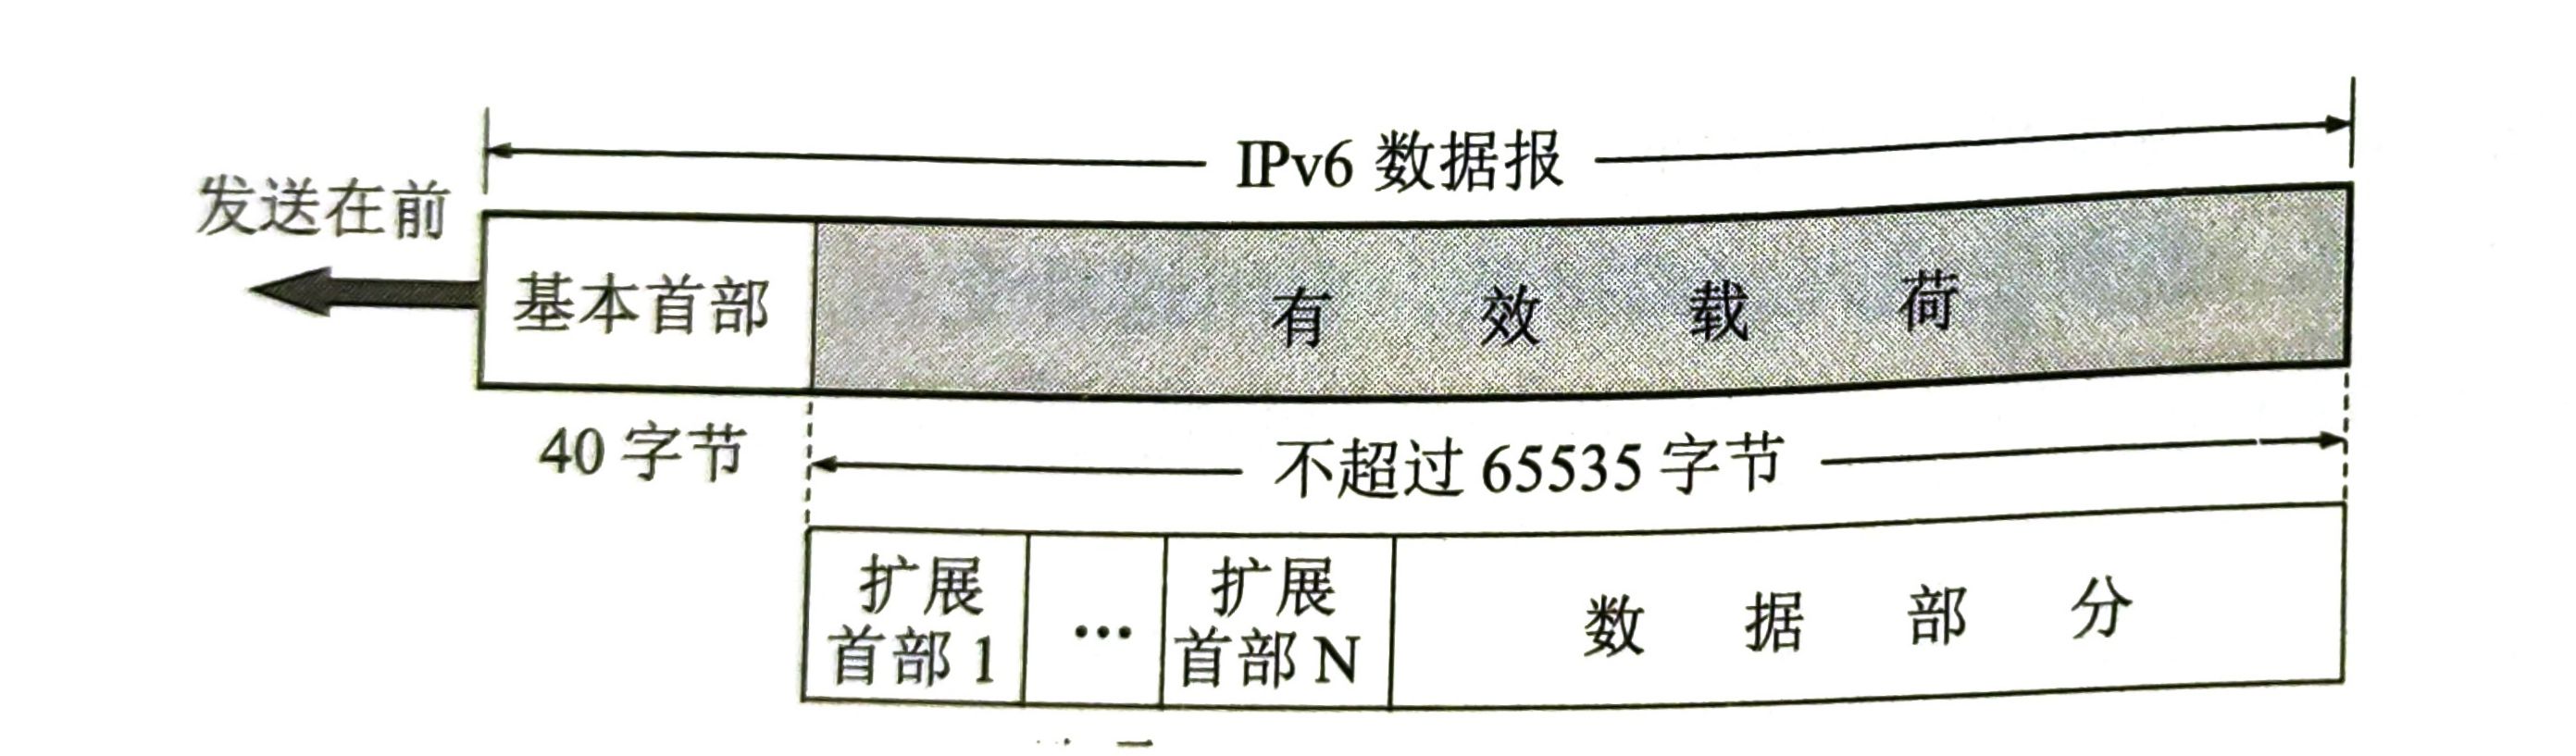 IPv6 数据报
发送在前
基本首部
有效载荷
40 字节
不超过 65535 字节
扩展
首部 1
...
扩展
首部 N
数据部分